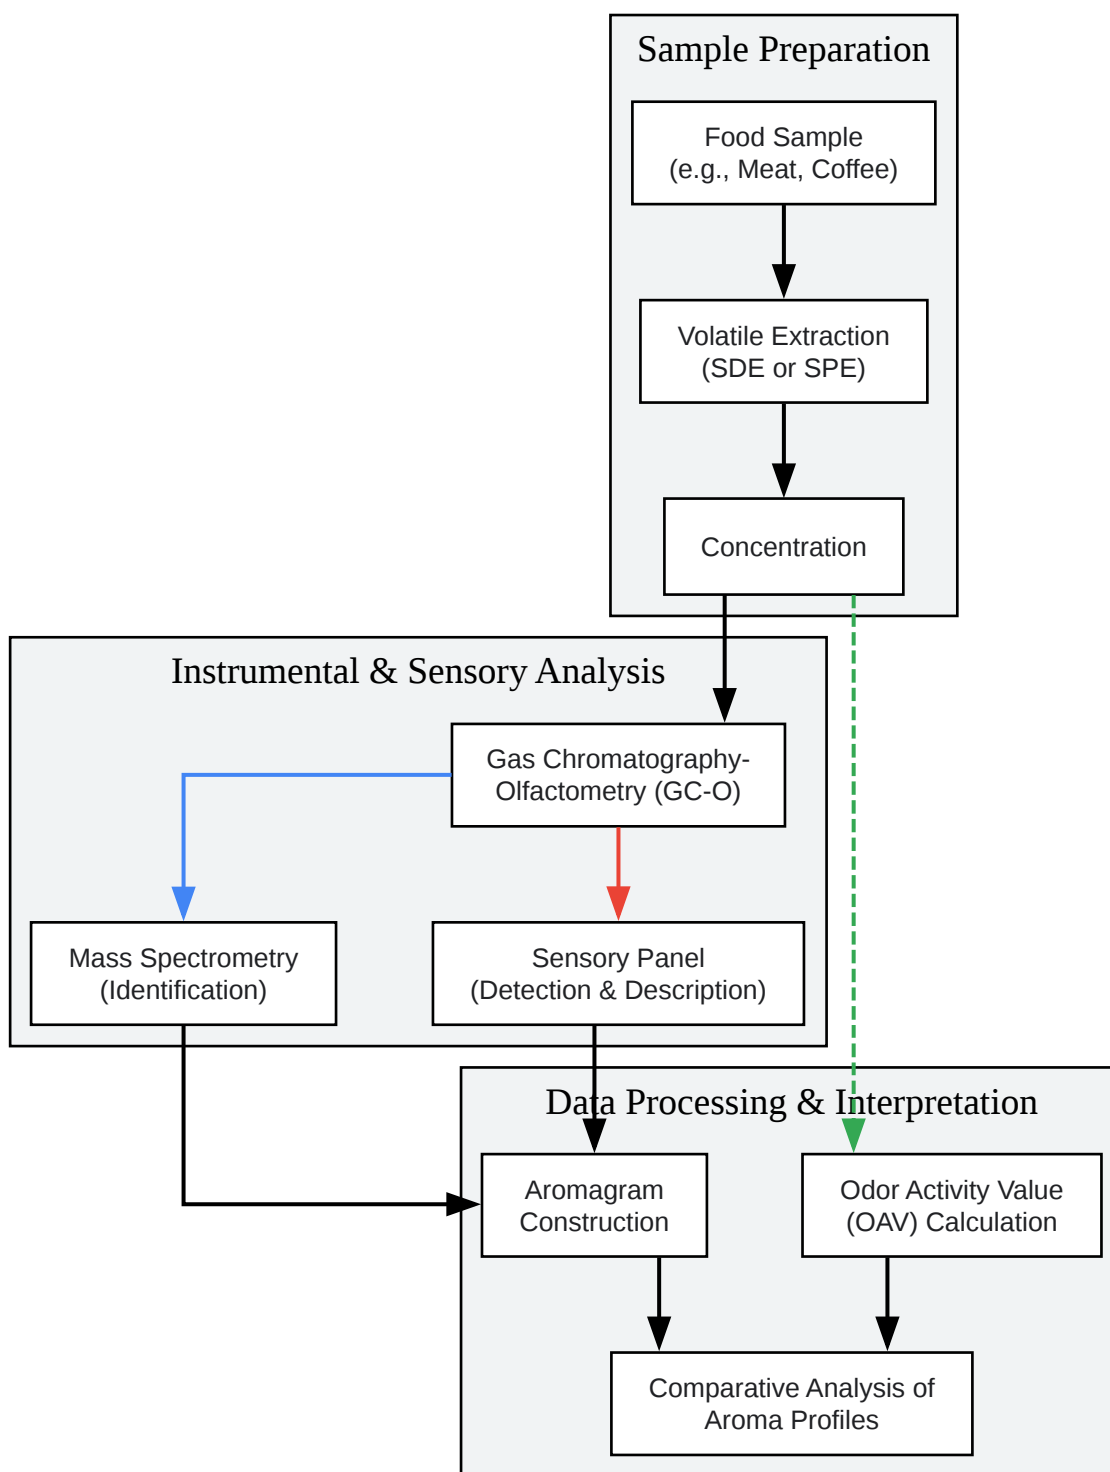 Sample Preparation
Food Sample
(e.g., Meat, Coffee)
Volatile Extraction
(SDE or SPE)
Concentration
Instrumental & Sensory Analysis
Gas Chromatography-
Olfactometry (GC-O)
Mass Spectrometry
(Identification)
Sensory Panel
(Detection & Description)
Data Processing & Interpretation
Aromagram
Construction
Odor Activity Value
(OAV) Calculation
Comparative Analysis of
Aroma Profiles